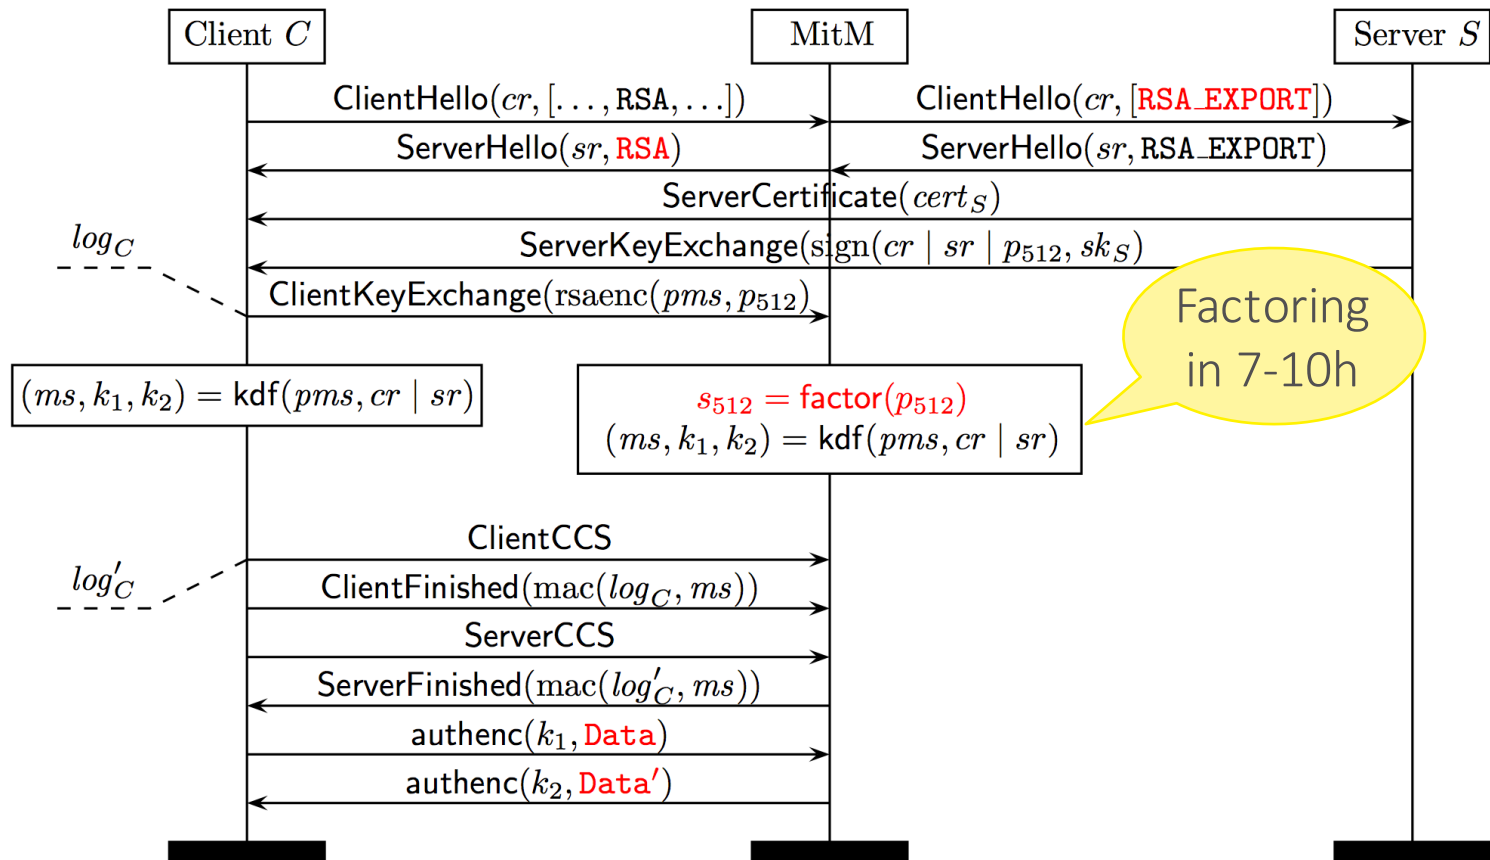 Client C
MitM
Server S
ClientHello(cr, [..., RSA, ...])
ClientHello(cr, [RSA_EXPORT])
ServerHello(sr, RSA)
ServerHello(sr, RSA_EXPORT)
ServerCertificate(cert_S)
log_C
ServerKeyExchange(sign(cr | sr | p_512, sk_S)
ClientKeyExchange(rsaenc(pms, p_512)
Factoring
in 7-10h
(ms, k_1, k_2) = kdf(pms, cr | sr)
s_512 = factor(p_512)
(ms, k_1, k_2) = kdf(pms, cr | sr)
ClientCCS
log'_C
ClientFinished(mac(log_C, ms))
ServerCCS
ServerFinished(mac(log'_C, ms))
authenc(k_1, Data)
authenc(k_2, Data')